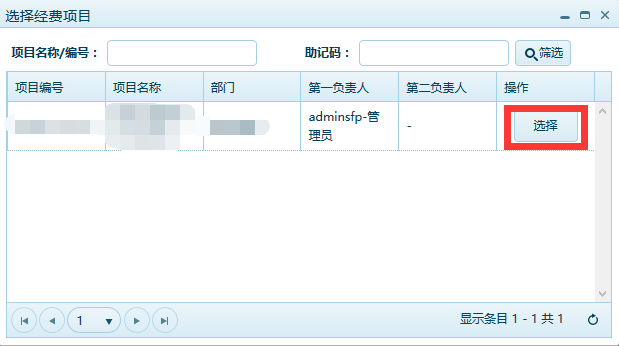 选择经费项目
项目名称/编号： 助记码： 筛选
项目编号 项目名称 部门 第一负责人 第二负责人 操作
adminsfp-管
理员
-
选择
1
显示条目 1 - 1 共 1